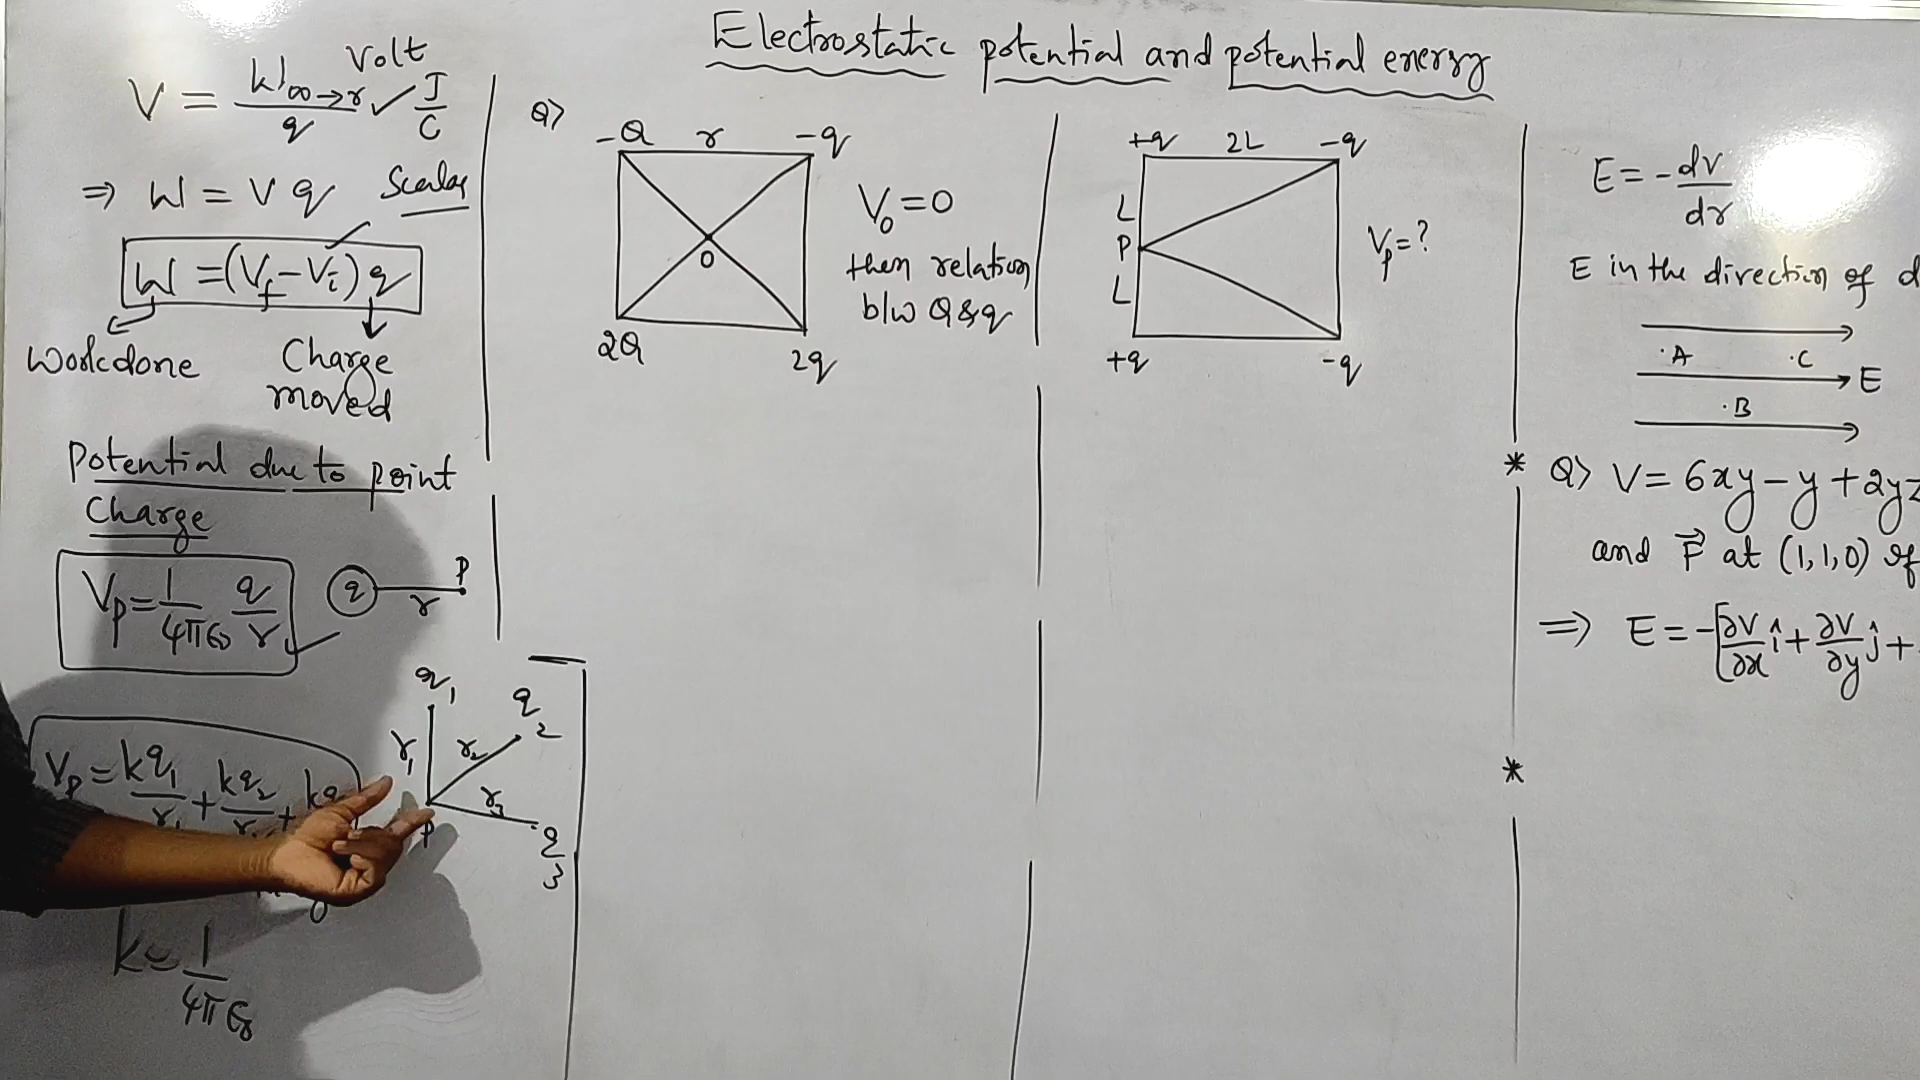 Electrostatic potential and potential energy
V = W∞→r / q ✓ Volt J/C
⇒ W = V q Scalar
W = (Vf - Vi) q
Workdone
Charge moved
Potential due to point
Charge
Vp = 1/4πε0 q/r
q r P
q1 q2
r1 r2 r3
P q3
Vp = kq1/r1 + kq2/r2 + kq
k = 1/4πε0
Q>
-Q r -q
O
2Q 2q
V0 = 0
then relation
b/w Q & q
+q 2L -q
L
P
L
+q -q
Vp = ?
E = - dv/dr
E in the direction of d
.A .C
E
.B
* Q> V = 6xy - y + 2yz
and F⃗ at (1,1,0) of
⇒ E = -[∂V/∂x î + ∂V/∂y ĵ +
*